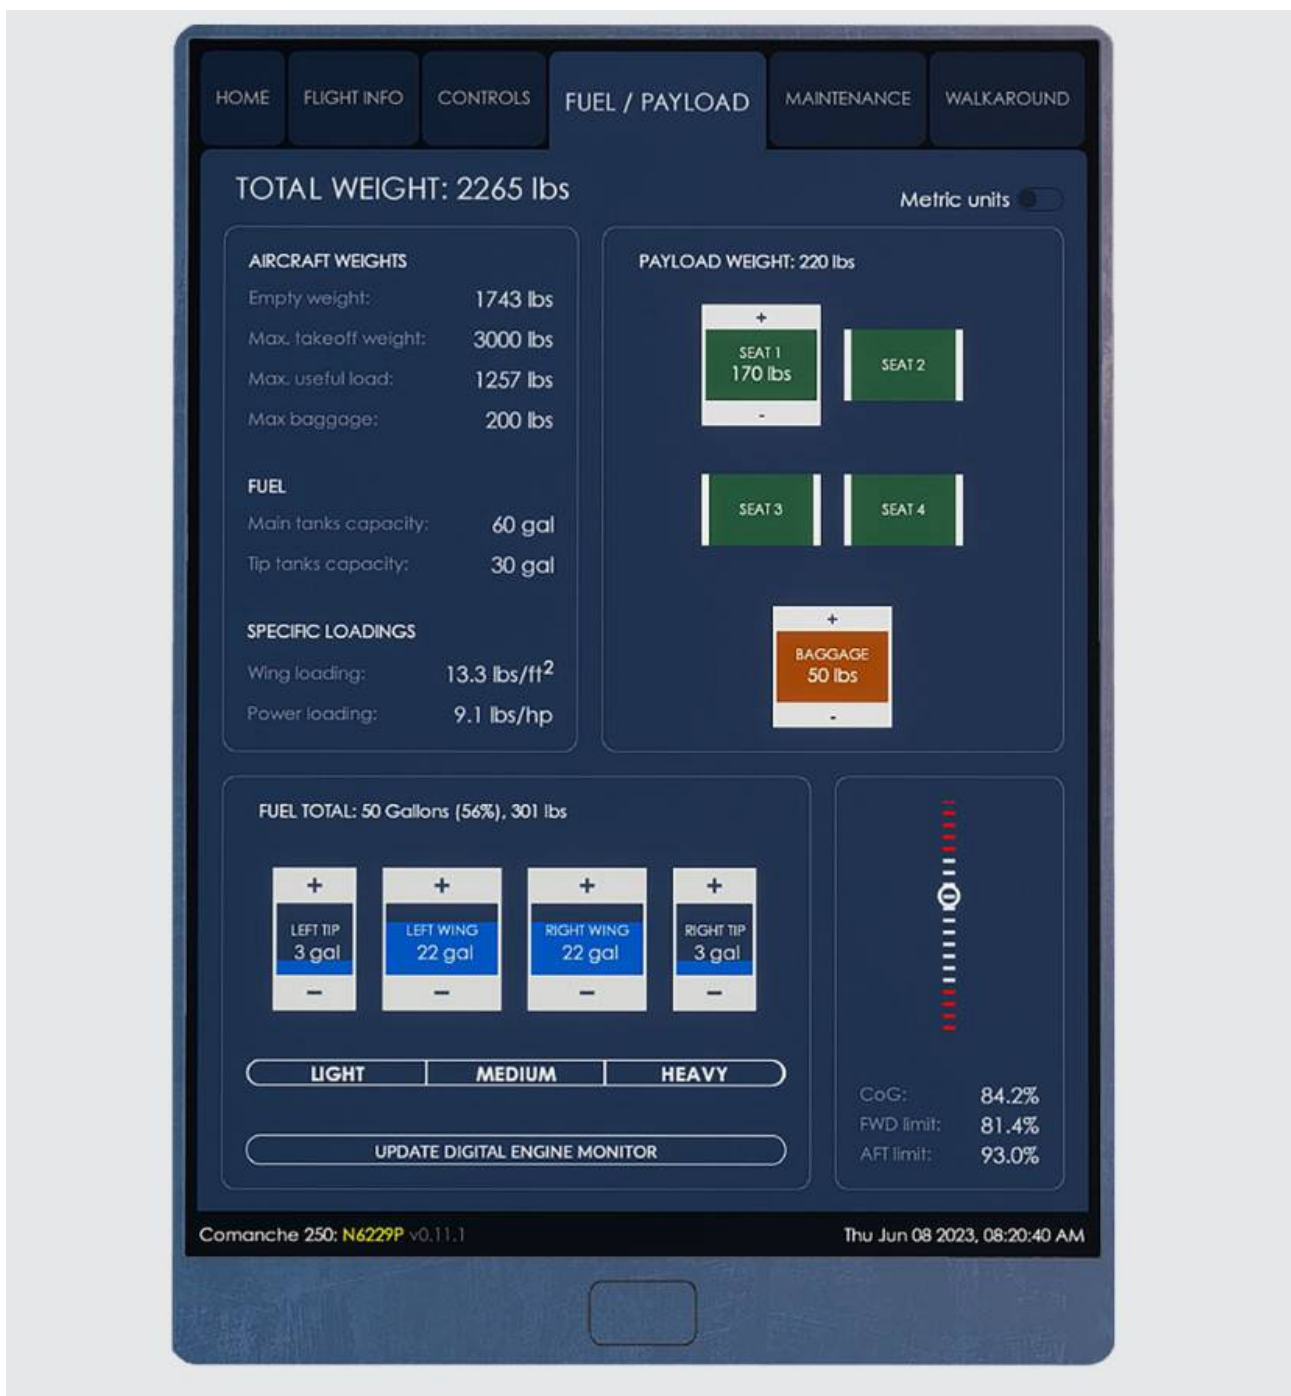 HOME FLIGHT INFO CONTROLS FUEL / PAYLOAD MAINTENANCE WALKAROUND
TOTAL WEIGHT: 2265 lbs
Metric units
AIRCRAFT WEIGHTS
Empty weight: 1743 lbs
Max. takeoff weight: 3000 lbs
Max. useful load: 1257 lbs
Max baggage: 200 lbs
FUEL
Main tanks capacity: 60 gal
Tip tanks capacity: 30 gal
SPECIFIC LOADINGS
Wing loading: 13.3 lbs/ft²
Power loading: 9.1 lbs/hp
PAYLOAD WEIGHT: 220 lbs
+
SEAT 1
170 lbs
-
SEAT 2
SEAT 3
SEAT 4
+
BAGGAGE
50 lbs
-
FUEL TOTAL: 50 Gallons (56%), 301 lbs
+ + + +
LEFT TIP LEFT WING RIGHT WING RIGHT TIP
3 gal 22 gal 22 gal 3 gal
− − − −
LIGHT MEDIUM HEAVY
UPDATE DIGITAL ENGINE MONITOR
CoG: 84.2%
FWD limit: 81.4%
AFT limit: 93.0%
Comanche 250: N6229P v0.11.1
Thu Jun 08 2023, 08:20:40 AM